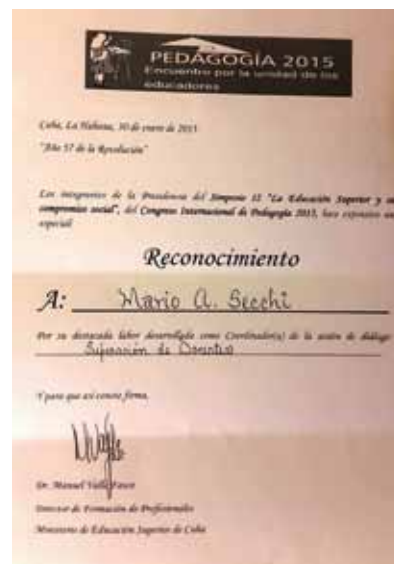 PEDAGOGÍA 2015
Encuentro por la unidad de los
educadores
Cuba, La Habana, 30 de enero de 2015
"Año 57 de la Revolución"
Los integrantes de la Presidencia del Simposio 11 "La Educación Superior y su
compromiso social", del Congreso Internacional de Pedagogía 2015, hace extensivo un
especial:
Reconocimiento
A: Mario A. Secchi
Por su destacada labor desarrollada como Coordinador(a) de la sesión de diálogo
Superación de Docentes
Y para que así conste firma,
Dr. Manuel Valle
Director de Formación de Profesionales
Ministerio de Educación Superior de Cuba